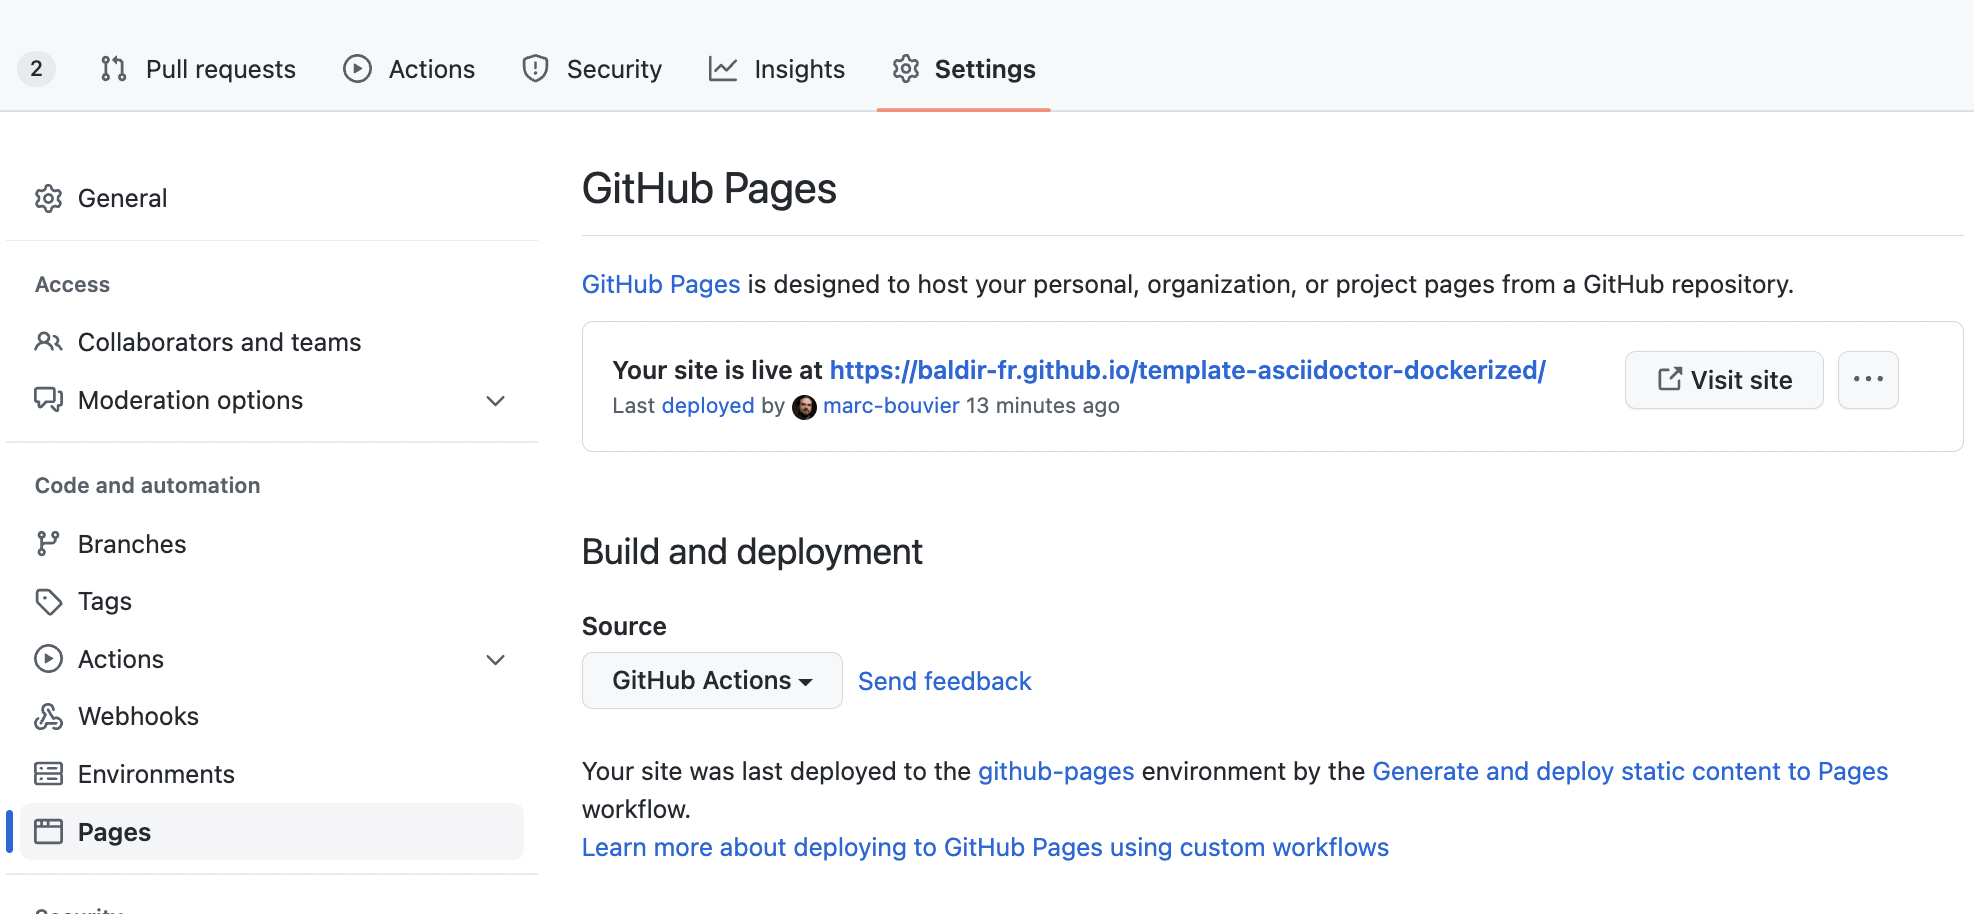 2 Pull requests Actions Security Insights Settings
General
Access
Collaborators and teams
Moderation options
Code and automation
Branches
Tags
Actions
Webhooks
Environments
Pages
Security
GitHub Pages
GitHub Pages is designed to host your personal, organization, or project pages from a GitHub repository.
Your site is live at https://baldir-fr.github.io/template-asciidoctor-dockerized/
Last deployed by marc-bouvier 13 minutes ago
Visit site
Build and deployment
Source
GitHub Actions Send feedback
Your site was last deployed to the github-pages environment by the Generate and deploy static content to Pages
workflow.
Learn more about deploying to GitHub Pages using custom workflows